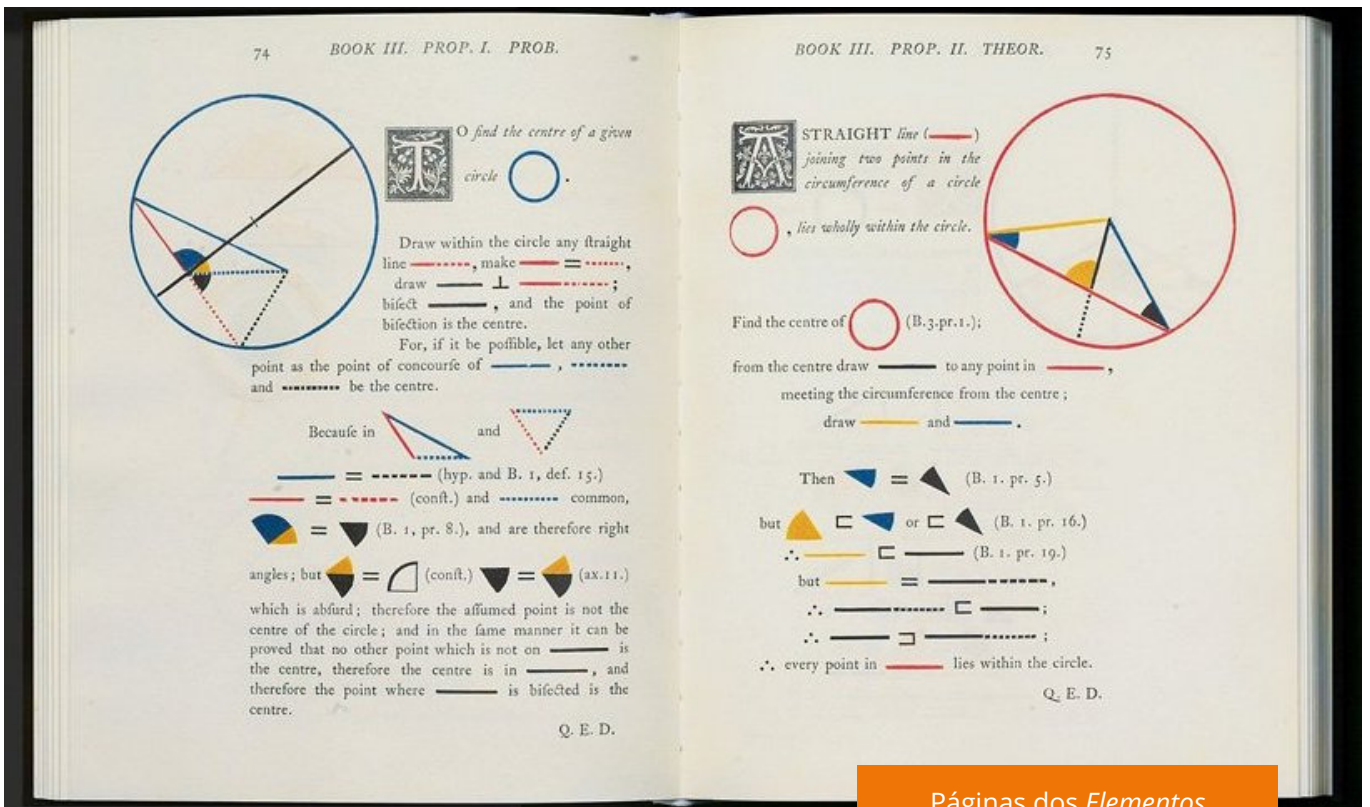 74 BOOK III. PROP. I. PROB.
TO find the centre of a given
circle .
Draw within the circle any ſtraight
line , make = ,
draw ⊥ ;
biſect , and the point of
biſection is the centre.
For, if it be poſſible, let any other
point as the point of concourſe of ,
and be the centre.
Becauſe in and
= (hyp. and B. 1, def. 15.)
= (conſt.) and common,
= (B. 1, pr. 8.), and are therefore right
angles; but = (conſt.) = (ax.11.)
which is abſurd; therefore the aſſumed point is not the
centre of the circle; and in the ſame manner it can be
proved that no other point which is not on is
the centre, therefore the centre is in , and
therefore the point where is biſected is the
centre.
Q. E. D.
BOOK III. PROP. II. THEOR. 75
A STRAIGHT line ( )
joining two points in the
circumference of a circle
, lies wholly within the circle.
Find the centre of (B.3.pr.1.);
from the centre draw to any point in ,
meeting the circumference from the centre;
draw and .
Then = (B. 1. pr. 5.)
but ⊏ or ⊏ (B. 1. pr. 16.)
∴ ⊏ (B. 1. pr. 19.)
but = ,
∴ ⊏ ;
∴ ⊐ ;
∴ every point in lies within the circle.
Q. E. D.
Páginas dos Elementos